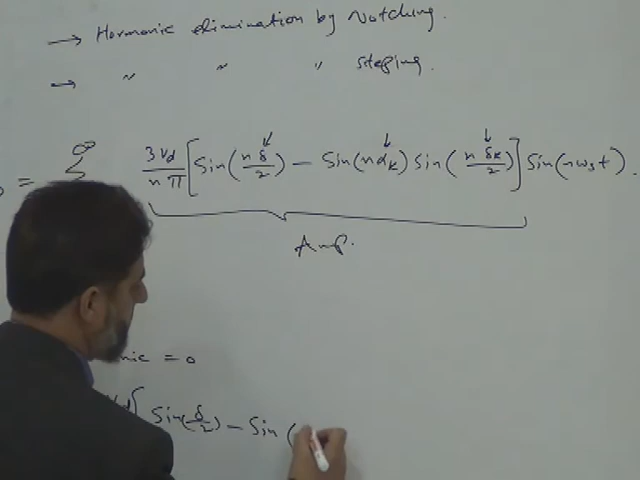 → Harmonic elimination by Notching.
→ " " " steping.
= ∑ ∞ 3Vd/nπ [Sin(nδ/2) − Sin(nαk) Sin(nδk/2)] Sin(nωst).
Amp.
= 0
Sin(δ/2) − Sin (